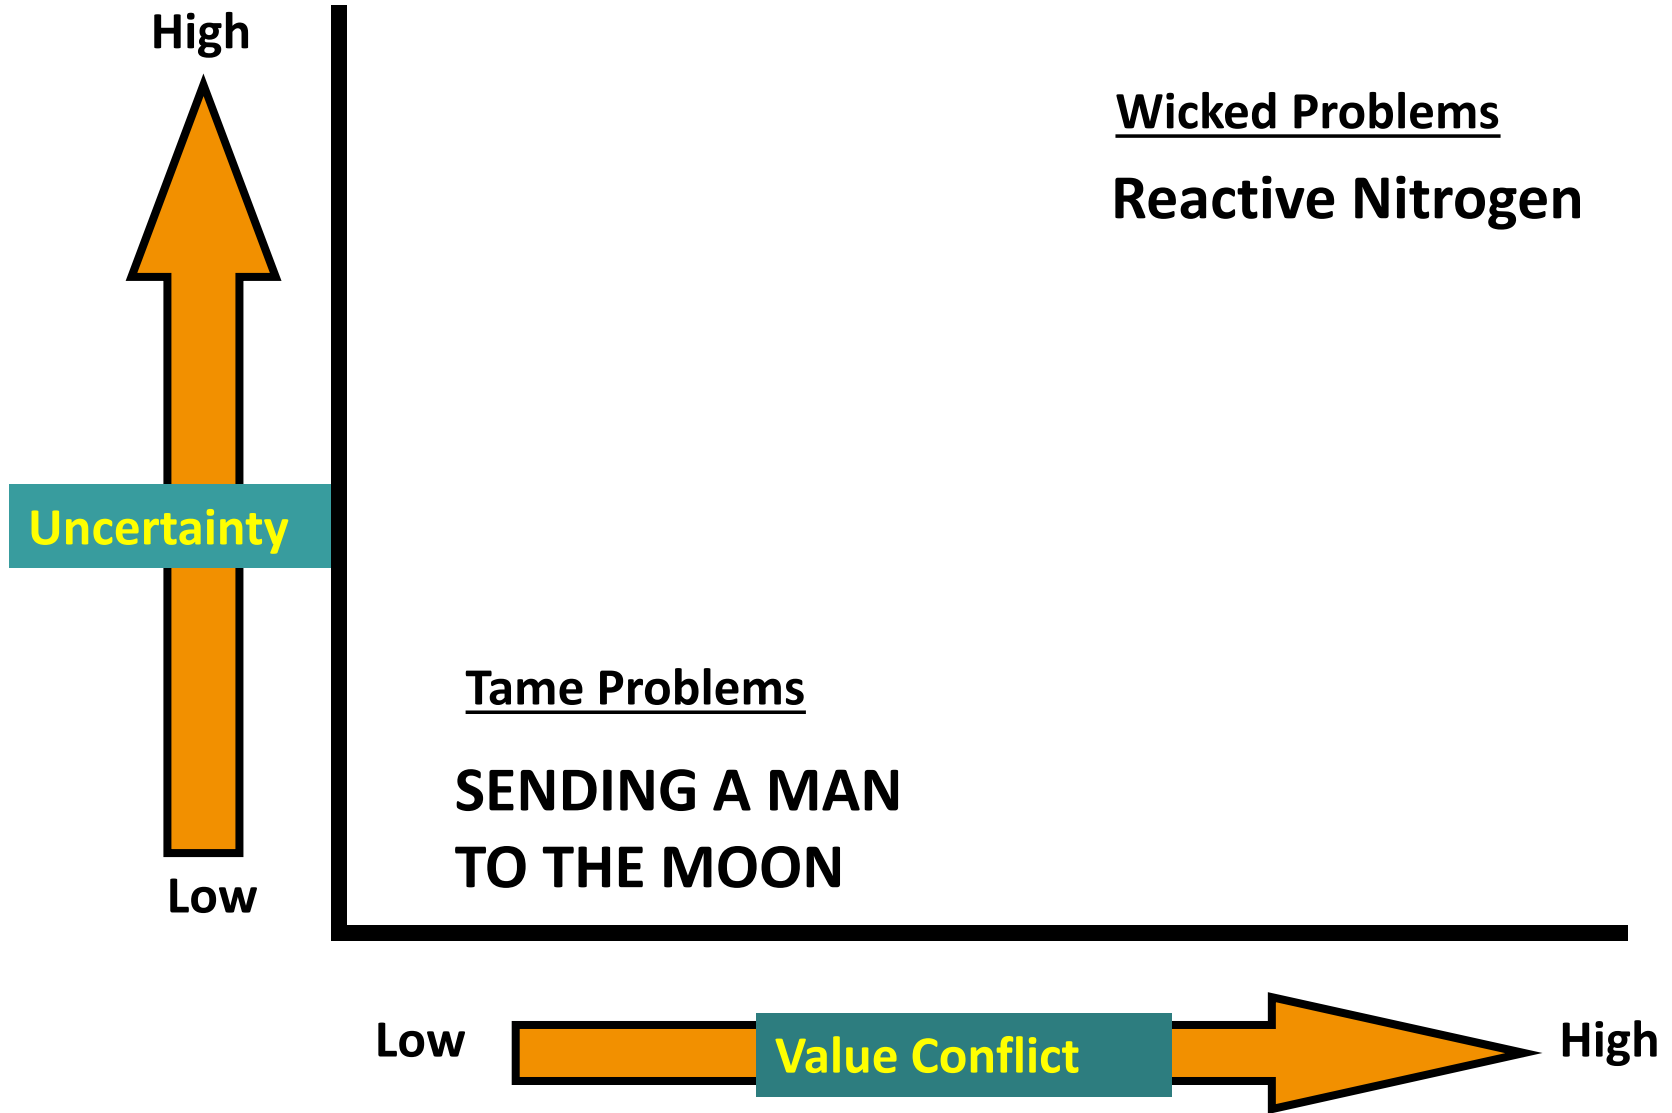 High
Wicked Problems
Reactive Nitrogen
Uncertainty
Tame Problems
SENDING A MAN
TO THE MOON
Low
Low
Value Conflict
High